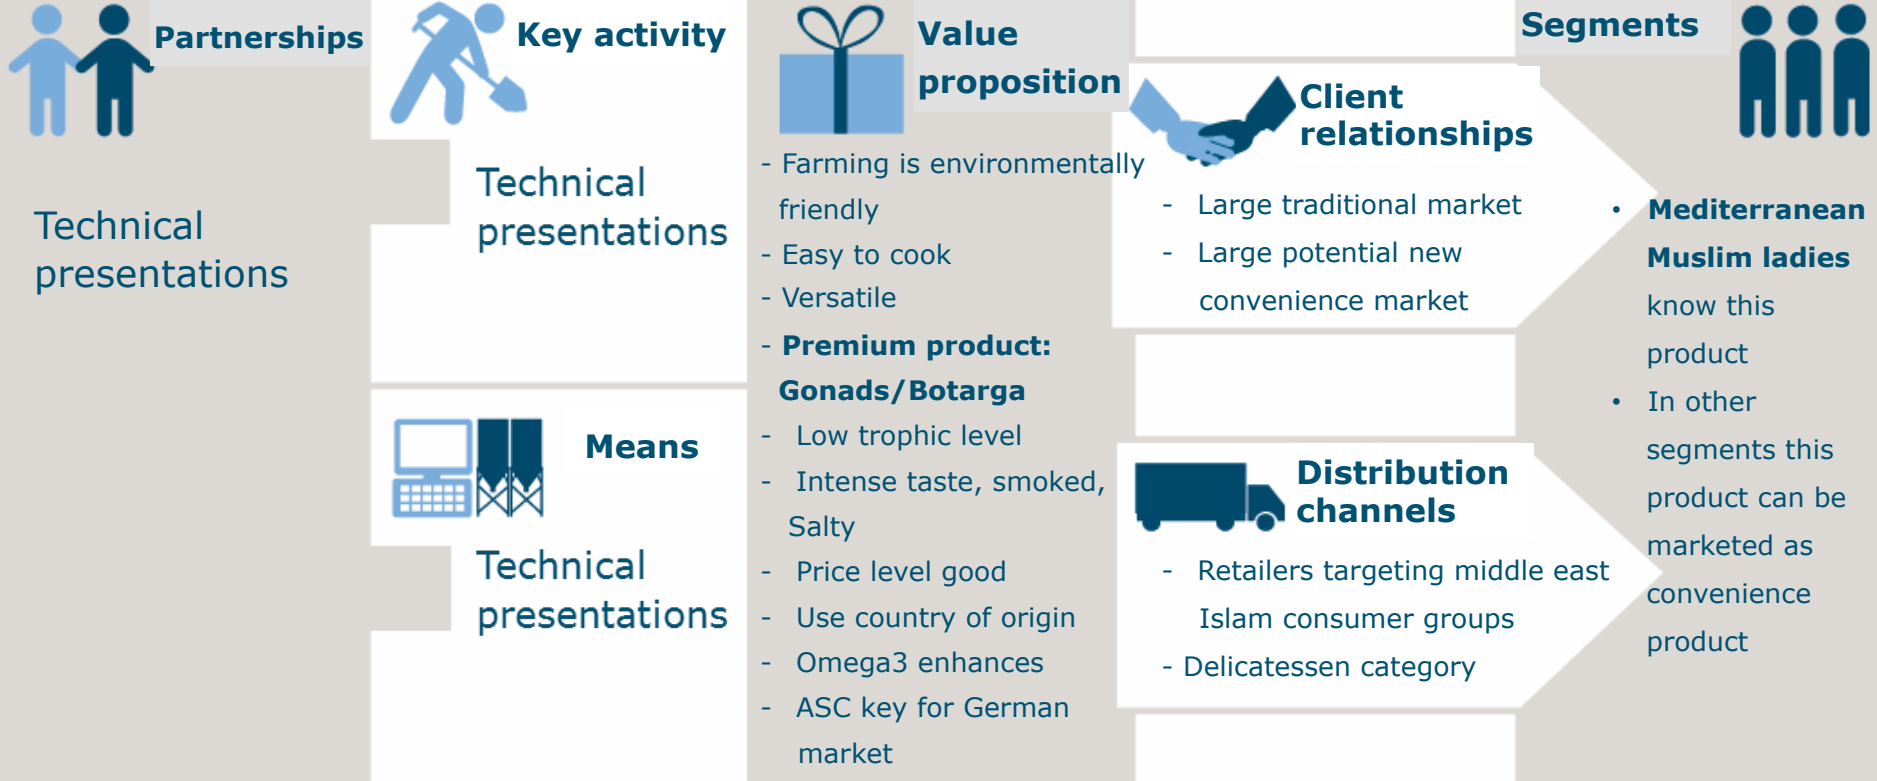 Partnerships
Technical
presentations
Key activity
Technical
presentations
Means
Technical
presentations
Value
proposition
- Farming is environmentally
friendly
- Easy to cook
- Versatile
- Premium product:
Gonads/Botarga
- Low trophic level
- Intense taste, smoked,
Salty
- Price level good
- Use country of origin
- Omega3 enhances
- ASC key for German
market
Client
relationships
- Large traditional market
- Large potential new
convenience market
Distribution
channels
- Retailers targeting middle east
Islam consumer groups
- Delicatessen category
Segments
• Mediterranean
Muslim ladies
know this
product
• In other
segments this
product can be
marketed as
convenience
product